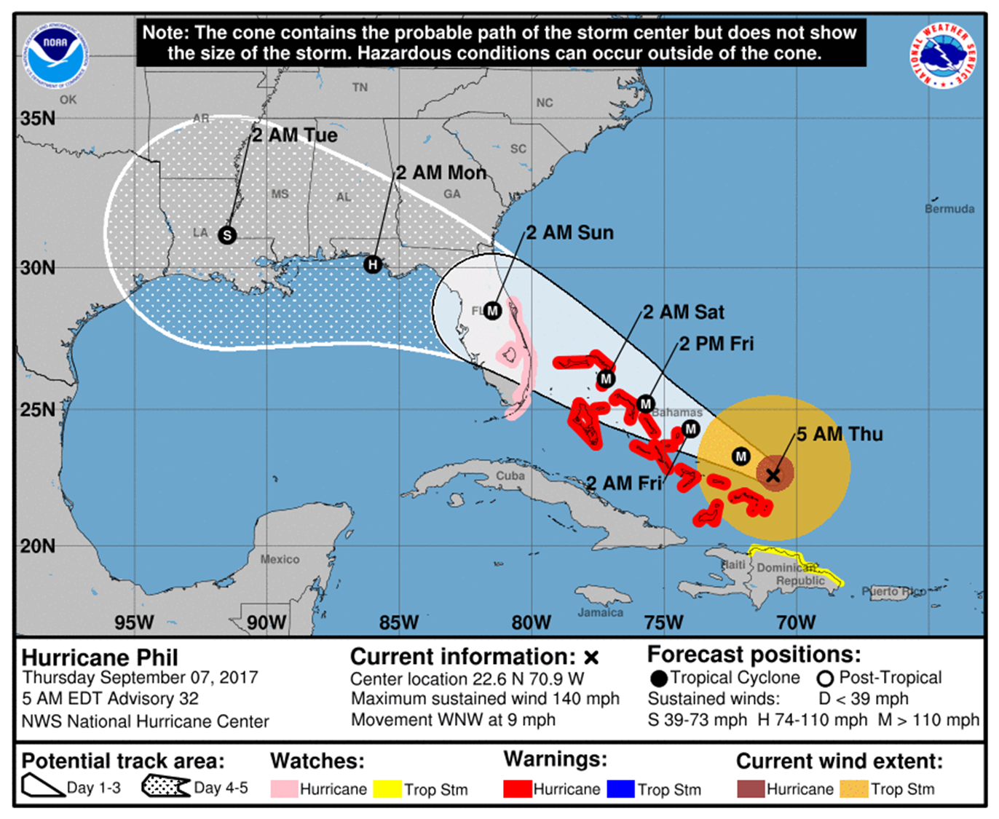 Note: The cone contains the probable path of the storm center but does not show
the size of the storm. Hazardous conditions can occur outside of the cone.
NOAA
NATIONAL WEATHER SERVICE
OK
TN
NC
35N
AR
2 AM Tue
SC
2 AM Mon
MS
AL
GA
Bermuda
LA
S
2 AM Sun
30N
H
FL
M
2 AM Sat
2 PM Fri
M
M
25N
Bahamas
M
5 AM Thu
M
Cuba
2 AM Fri
20N
Mexico
Haiti
Dominican
Republic
Puerto Rico
Jamaica
95W
90W
85W
80W
75W
70W
Hurricane Phil
Thursday September 07, 2017
5 AM EDT Advisory 32
NWS National Hurricane Center
Current information: ✖
Center location 22.6 N 70.9 W
Maximum sustained wind 140 mph
Movement WNW at 9 mph
Forecast positions:
Tropical Cyclone
Post-Tropical
Sustained winds: D < 39 mph
S 39-73 mph H 74-110 mph M > 110 mph
Potential track area:
Day 1-3
Day 4-5
Watches:
Hurricane
Trop Stm
Warnings:
Hurricane
Trop Stm
Current wind extent:
Hurricane
Trop Stm